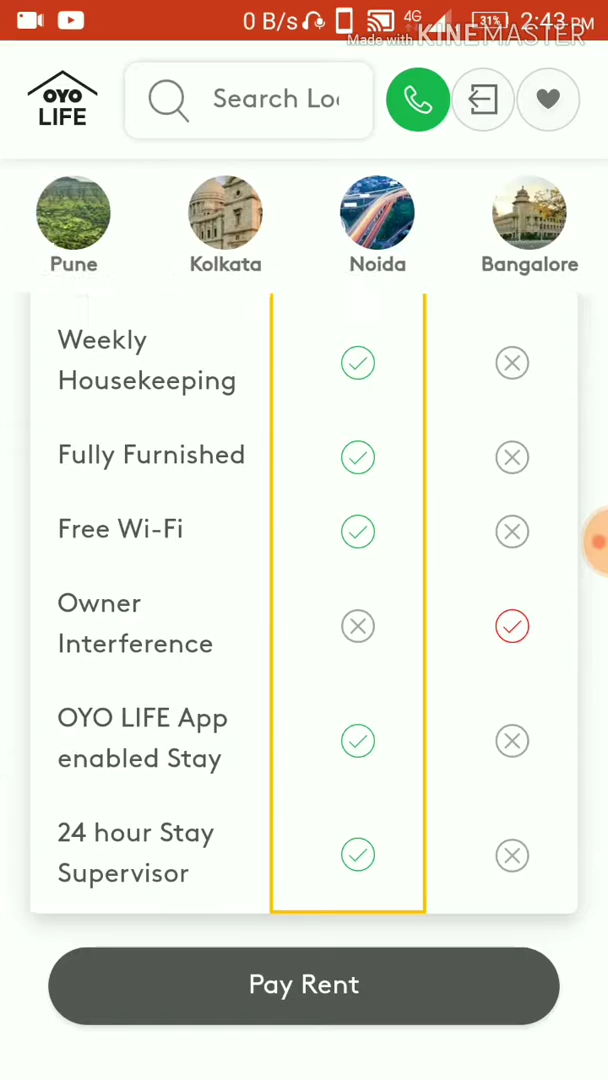 0 B/s 4G 31% 2:43 PM
Made with KINEMASTER
OYO
LIFE
Search Loc
Pune Kolkata Noida Bangalore
Weekly
Housekeeping
Fully Furnished
Free Wi-Fi
Owner
Interference
OYO LIFE App
enabled Stay
24 hour Stay
Supervisor
Pay Rent